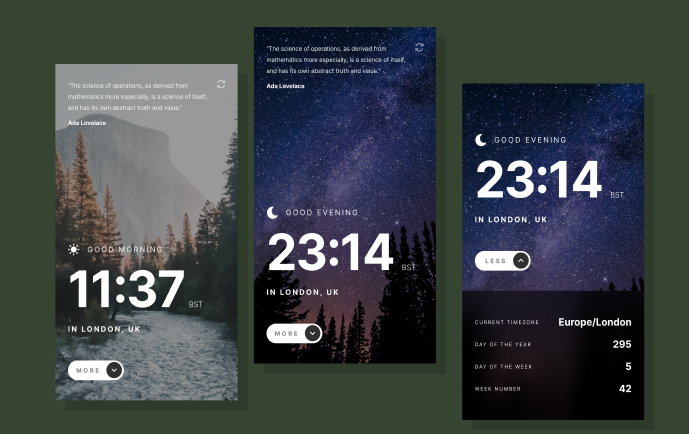 "The science of operations, as derived from
mathematics more especially, is a science of itself,
and has its own abstract truth and value."
Ada Lovelace
GOOD MORNING
11:37 BST
IN LONDON, UK
MORE
"The science of operations, as derived from
mathematics more especially, is a science of itself,
and has its own abstract truth and value."
Ada Lovelace
GOOD EVENING
23:14 BST
IN LONDON, UK
MORE
GOOD EVENING
23:14 BST
IN LONDON, UK
LESS
CURRENT TIMEZONE Europe/London
DAY OF THE YEAR 295
DAY OF THE WEEK 5
WEEK NUMBER 42